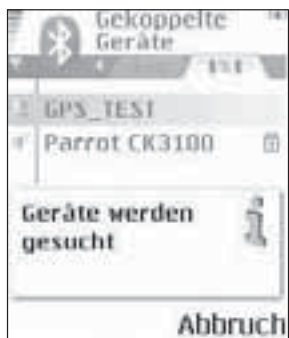 Gekoppelte
Geräte
GPS_TEST
Parrot CK3100
Geräte werden
gesucht
Abbruch